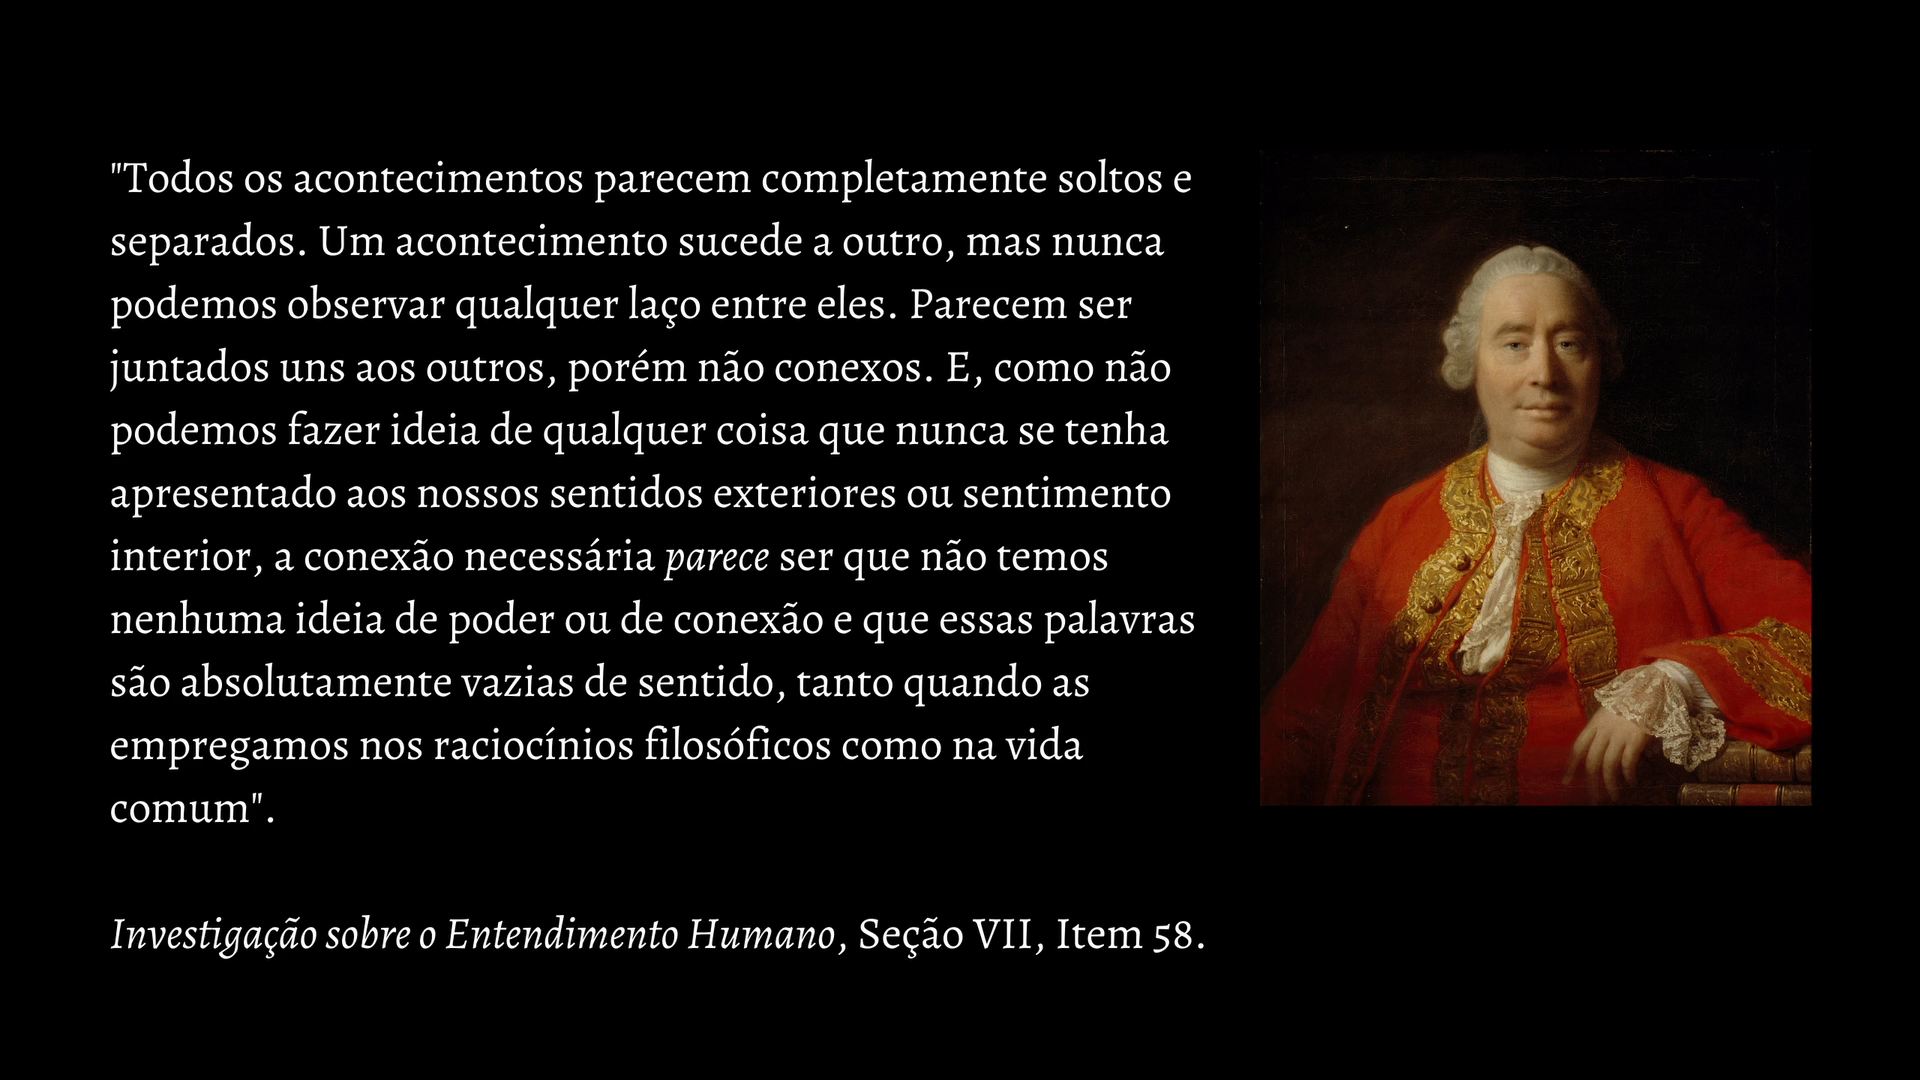 "Todos os acontecimentos parecem completamente soltos e
separados. Um acontecimento sucede a outro, mas nunca
podemos observar qualquer laço entre eles. Parecem ser
juntados uns aos outros, porém não conexos. E, como não
podemos fazer ideia de qualquer coisa que nunca se tenha
apresentado aos nossos sentidos exteriores ou sentimento
interior, a conexão necessária parece ser que não temos
nenhuma ideia de poder ou de conexão e que essas palavras
são absolutamente vazias de sentido, tanto quando as
empregamos nos raciocínios filosóficos como na vida
comum".
Investigação sobre o Entendimento Humano, Seção VII, Item 58.